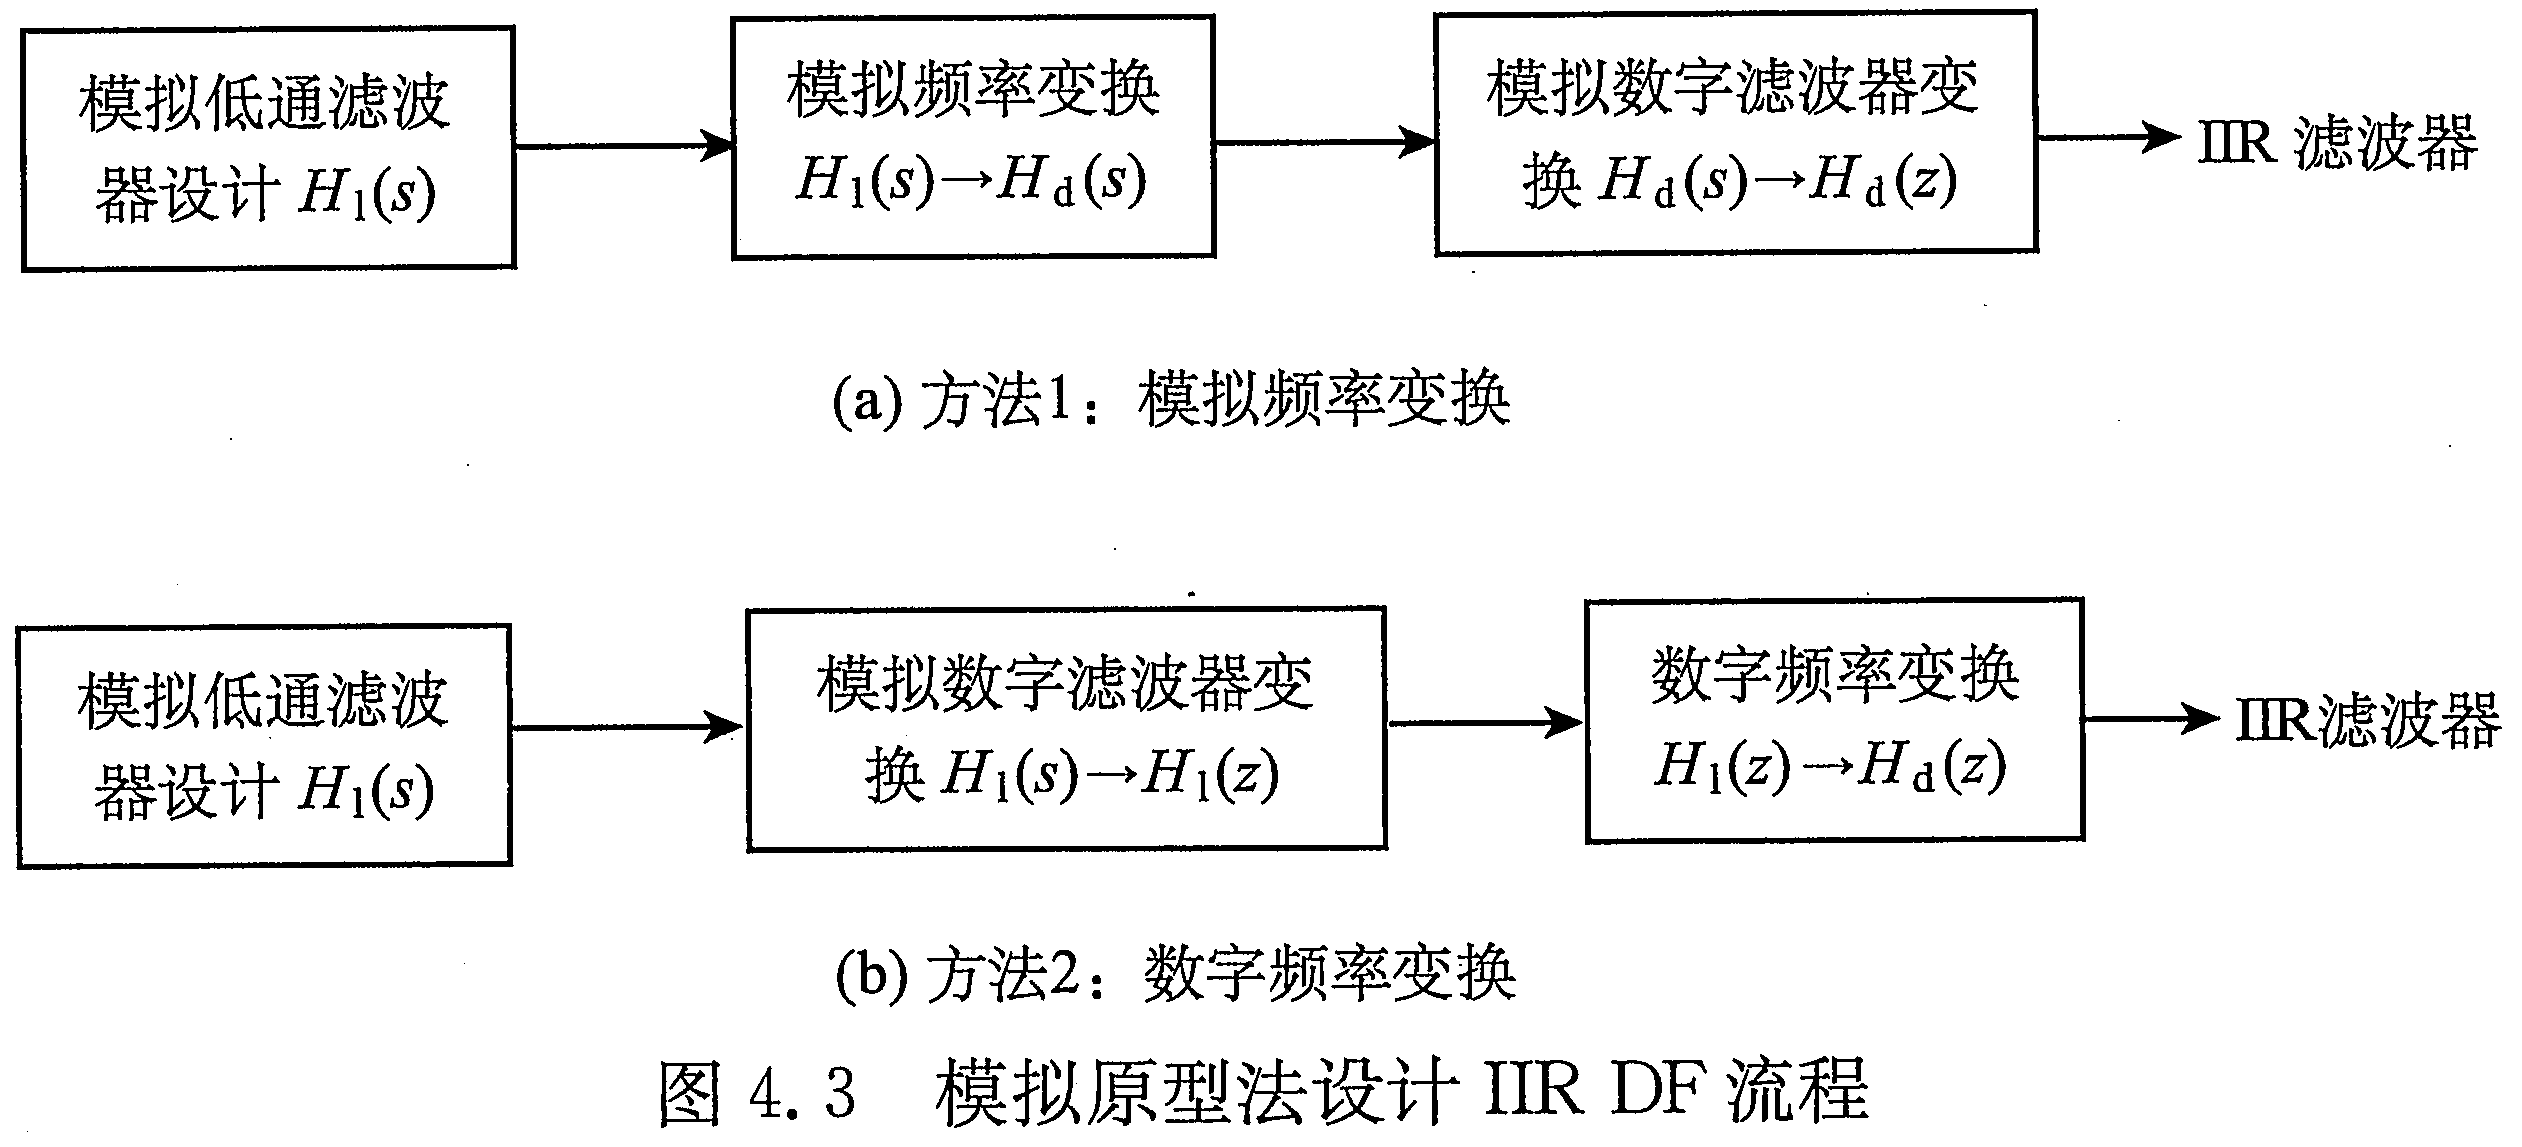 模拟低通滤波
器设计 H₁(s)
模拟频率变换
H₁(s)→H_d(s)
模拟数字滤波器变
换 H_d(s)→H_d(z)
IIR 滤波器
(a) 方法1：模拟频率变换
模拟低通滤波
器设计 H₁(s)
模拟数字滤波器变
换 H₁(s)→H₁(z)
数字频率变换
H₁(z)→H_d(z)
IIR滤波器
(b) 方法2：数字频率变换
图 4.3 模拟原型法设计 IIR DF 流程